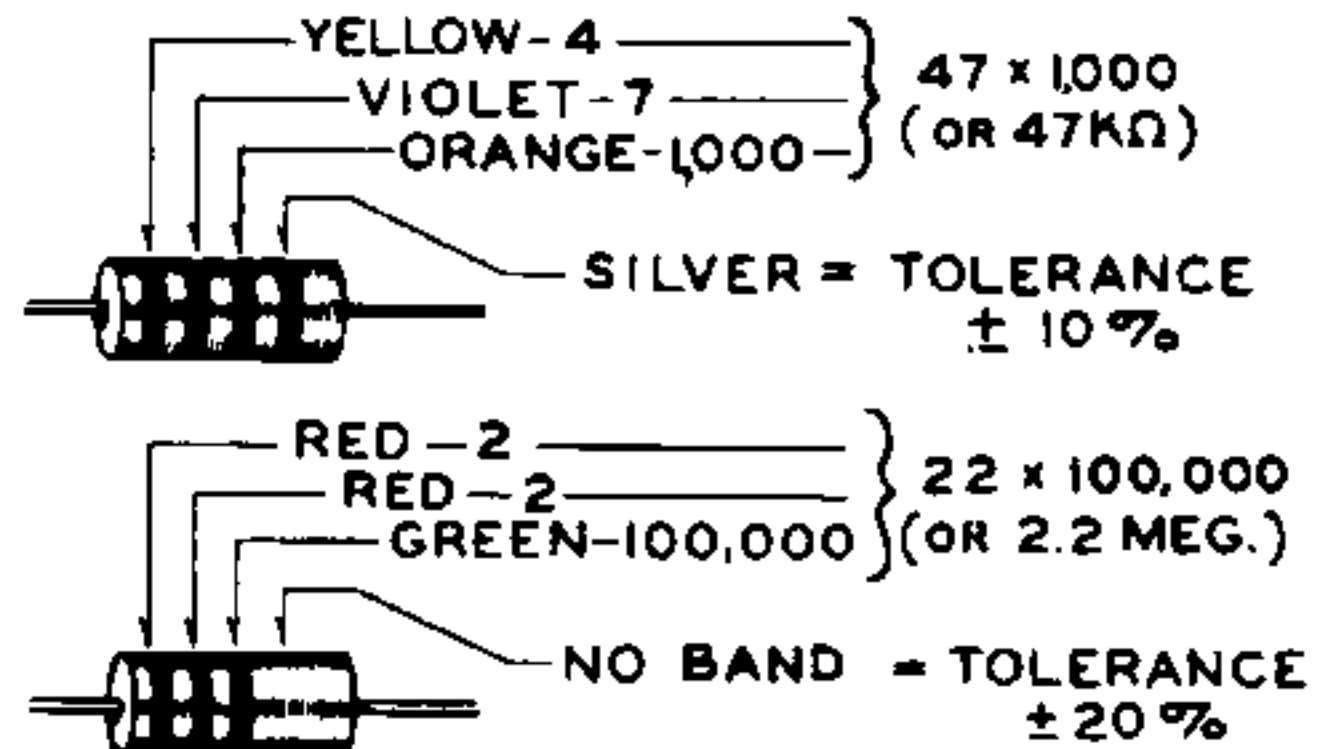 YELLOW-4
VIOLET-7
ORANGE-1,000
47 x 1,000
(OR 47KΩ)
SILVER = TOLERANCE
± 10 %
RED-2
RED-2
GREEN-100,000
22 x 100,000
(OR 2.2 MEG.)
NO BAND = TOLERANCE
± 20 %